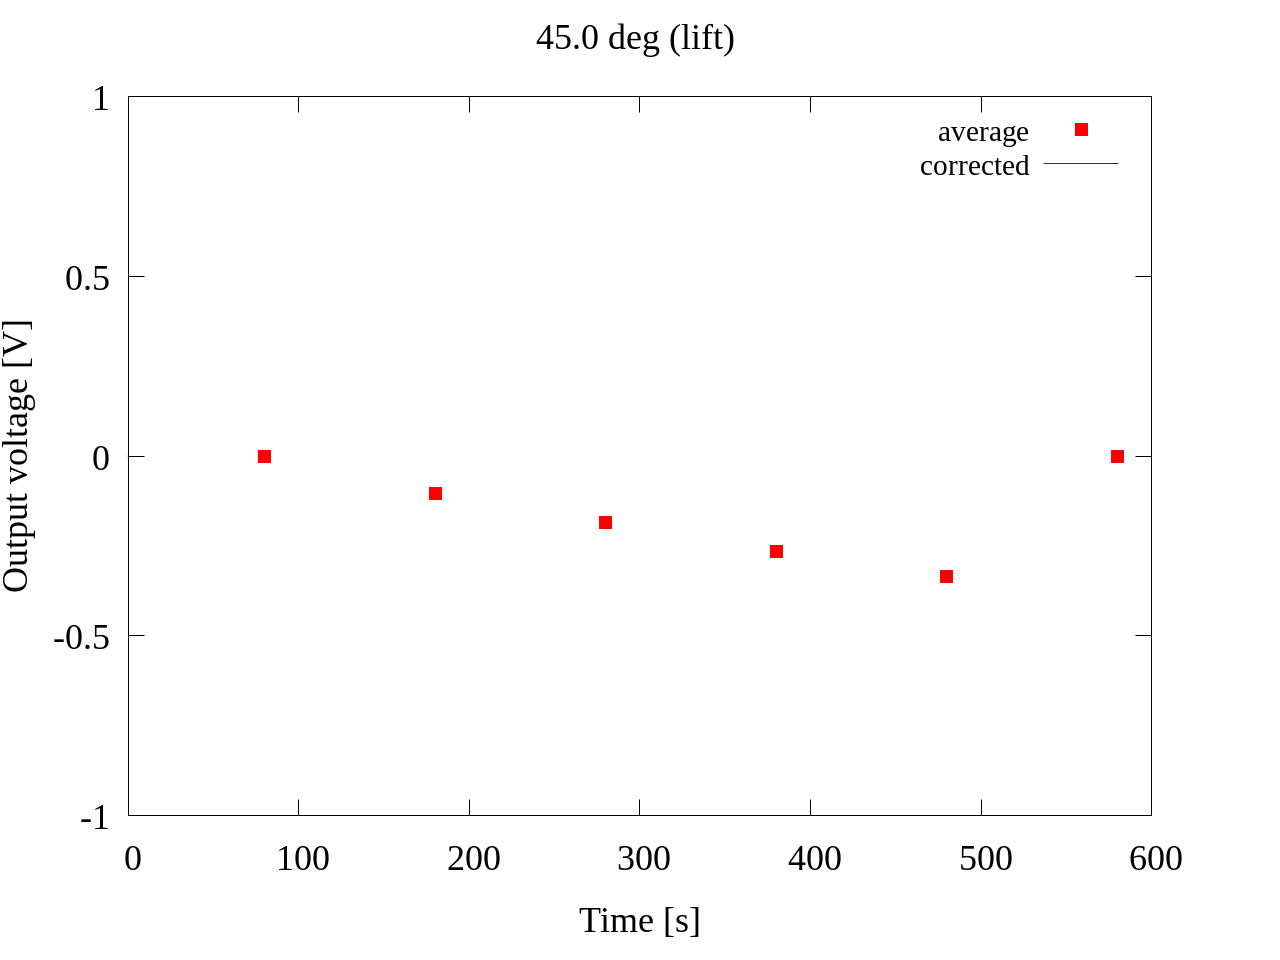 45.0 deg (lift)
1
average
corrected
0.5
Output voltage [V]
0
-0.5
-1
0 100 200 300 400 500 600
Time [s]